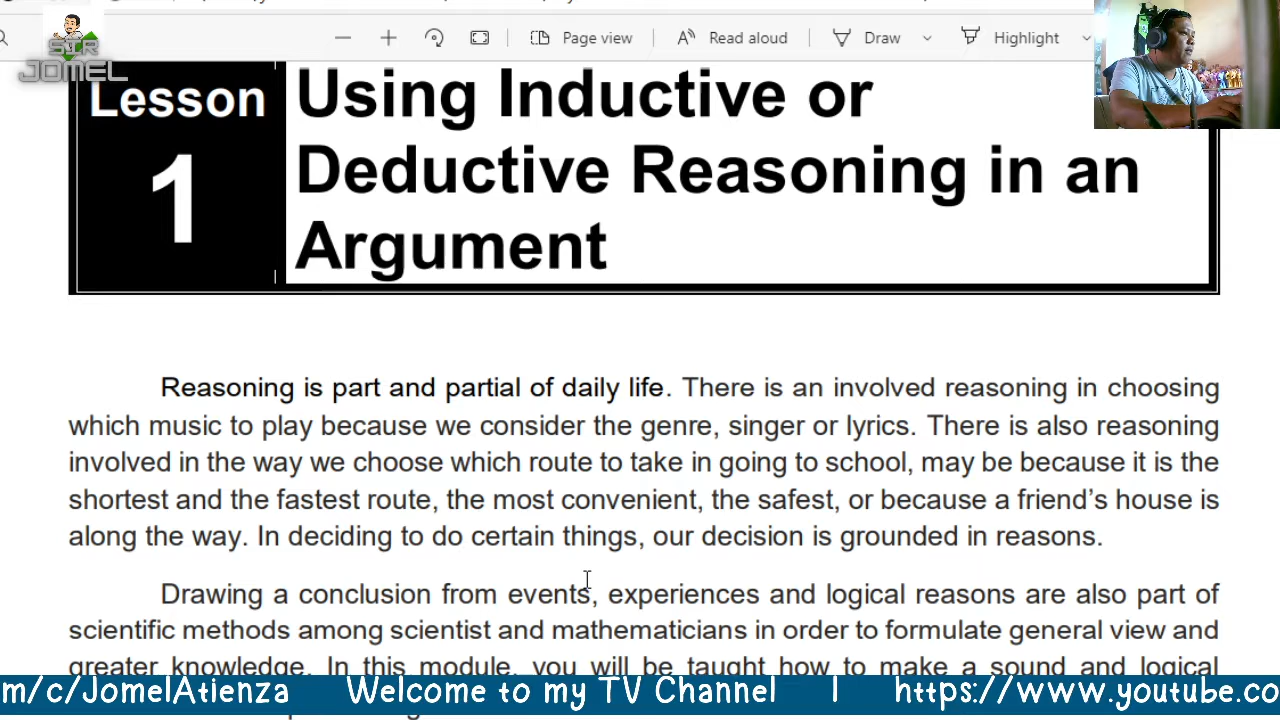 SIR
JOMEL
Page view
Read aloud
Draw
Highlight
Lesson
1
Using Inductive or
Deductive Reasoning in an
Argument
Reasoning is part and partial of daily life. There is an involved reasoning in choosing
which music to play because we consider the genre, singer or lyrics. There is also reasoning
involved in the way we choose which route to take in going to school, may be because it is the
shortest and the fastest route, the most convenient, the safest, or because a friend’s house is
along the way. In deciding to do certain things, our decision is grounded in reasons.
Drawing a conclusion from events, experiences and logical reasons are also part of
scientific methods among scientist and mathematicians in order to formulate general view and
greater knowledge. In this module, you will be taught how to make a sound and logical
m/c/JomelAtienza Welcome to my TV Channel | https://www.youtube.co